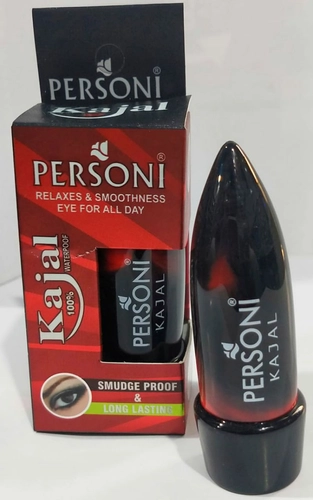 PERSONI
Kajal
PERSONI®
RELAXES & SMOOTHNESS
EYE FOR ALL DAY
Kajal
100%
WATERPROOF
PERSONI®
KAJAL
SMUDGE PROOF
&
LONG LASTING
PERSONI®
KAJAL